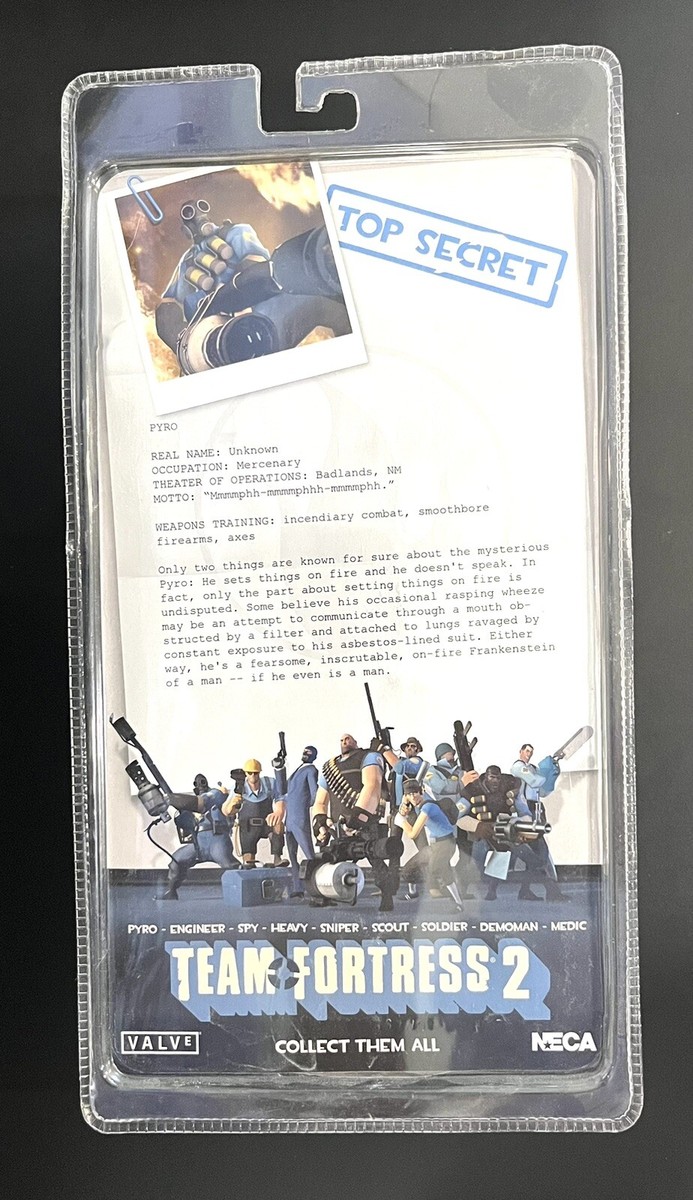 TOP SECRET
PYRO
REAL NAME: Unknown
OCCUPATION: Mercenary
THEATER OF OPERATIONS: Badlands, NM
MOTTO: “Mmmmphh-mmmmphhh-mmmmphh.”
WEAPONS TRAINING: incendiary combat, smoothbore
firearms, axes
Only two things are known for sure about the mysterious
Pyro: He sets things on fire and he doesn't speak. In
fact, only the part about setting things on fire is
undisputed. Some believe his occasional rasping wheeze
may be an attempt to communicate through a mouth ob-
structed by a filter and attached to lungs ravaged by
constant exposure to his asbestos-lined suit. Either
way, he's a fearsome, inscrutable, on-fire Frankenstein
of a man -- if he even is a man.
PYRO - ENGINEER - SPY - HEAVY - SNIPER - SCOUT - SOLDIER - DEMOMAN - MEDIC
TEAM FORTRESS 2
VALVE
COLLECT THEM ALL
NECA